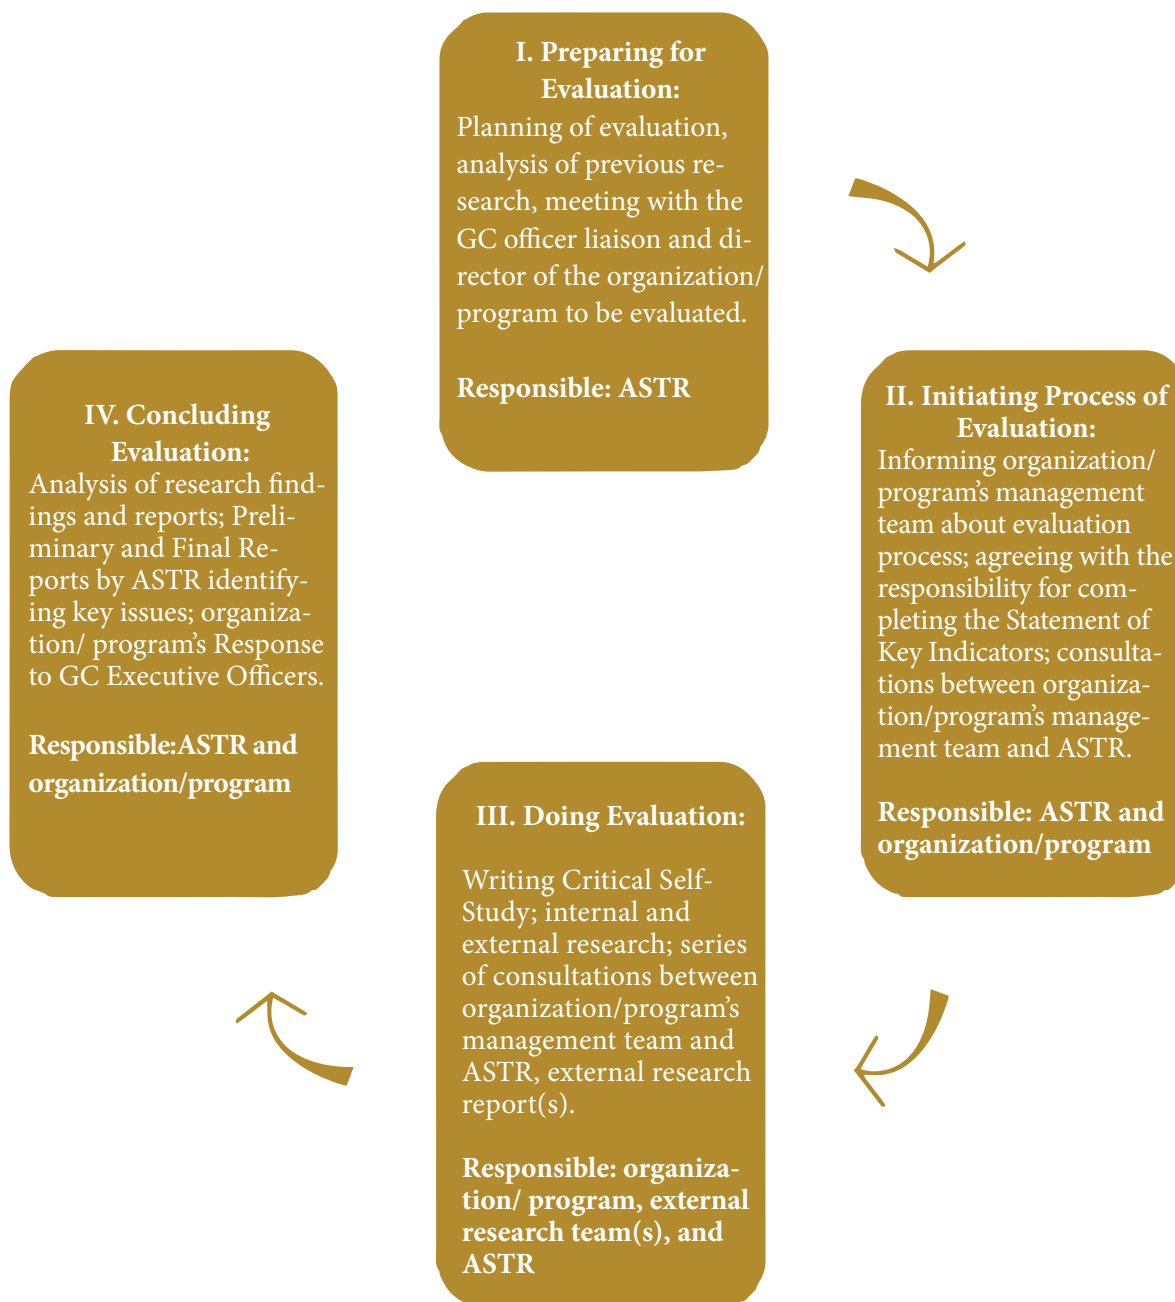 I. Preparing for
Evaluation:
Planning of evaluation,
analysis of previous re-
search, meeting with the
GC officer liaison and di-
rector of the organization/
program to be evaluated.
Responsible: ASTR
II. Initiating Process of
Evaluation:
Informing organization/
program’s management
team about evaluation
process; agreeing with the
responsibility for com-
pleting the Statement of
Key Indicators; consulta-
tions between organiza-
tion/program’s manage-
ment team and ASTR.
Responsible: ASTR and
organization/program
III. Doing Evaluation:
Writing Critical Self-
Study; internal and
external research; series
of consultations between
organization/program’s
management team and
ASTR, external research
report(s).
Responsible: organiza-
tion/ program, external
research team(s), and
ASTR
IV. Concluding
Evaluation:
Analysis of research find-
ings and reports; Preli-
minary and Final Re-
ports by ASTR identify-
ing key issues; organiza-
tion/ program’s Response
to GC Executive Officers.
Responsible:ASTR and
organization/program